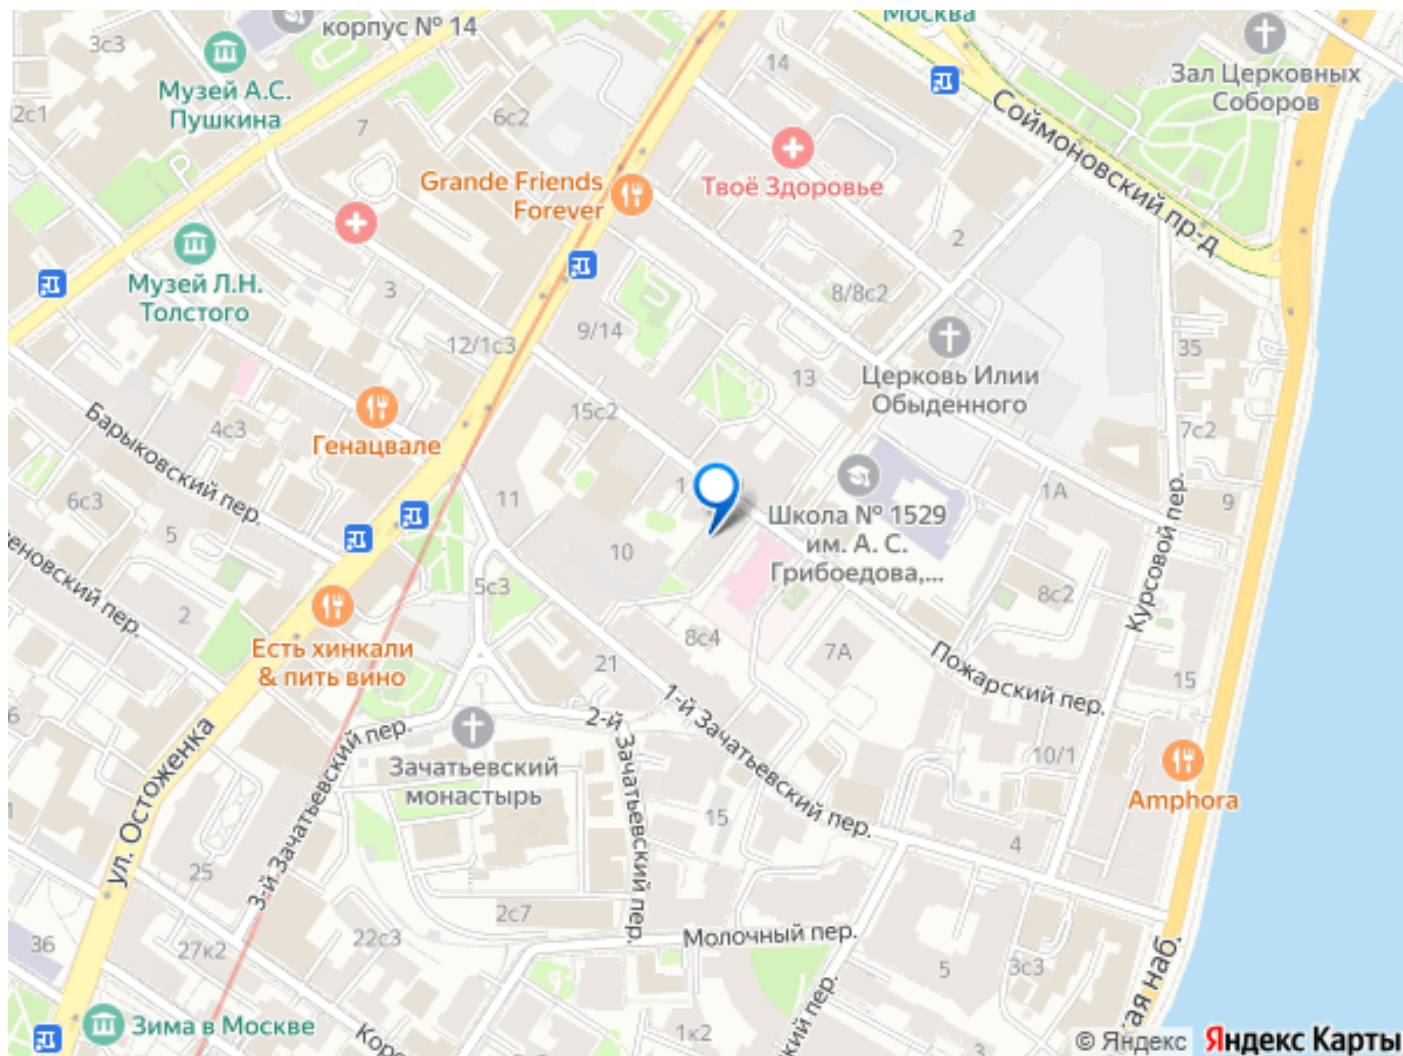 корпус № 14
Москва
3с3
Музей А.С.
Пушкина
2с1
7
6с2
14
Зал Церковных
Соборов
Соймоновский пр-д
Grande Friends
Forever
Твоё Здоровье
Музей Л.Н.
Толстого
3
2
8/8с2
12/1с3
9/14
35
13
Церковь Илии
Обыденного
15с2
Барыковский пер.
4с3
Генацвале
7с2
6с3
5
11
1
1А
9
Школа № 1529
им. А. С.
Грибоедова,...
Курсовой пер.
10
еновский пер.
2
5с3
8с2
Есть хинкали
& пить вино
8с4
7А
21
Пожарский пер.
15
6
ул. Остоженка
3-й Зачатьевский пер.
2-й Зачатьевский пер.
1-й Зачатьевский пер.
Зачатьевский
монастырь
10/1
Amphora
15
4
25
2с7
36
27к2
22с3
Молочный пер.
5
3с3
кая наб.
Зима в Москве
Коро
1к2
кий пер.
© Яндекс Яндекс Карты